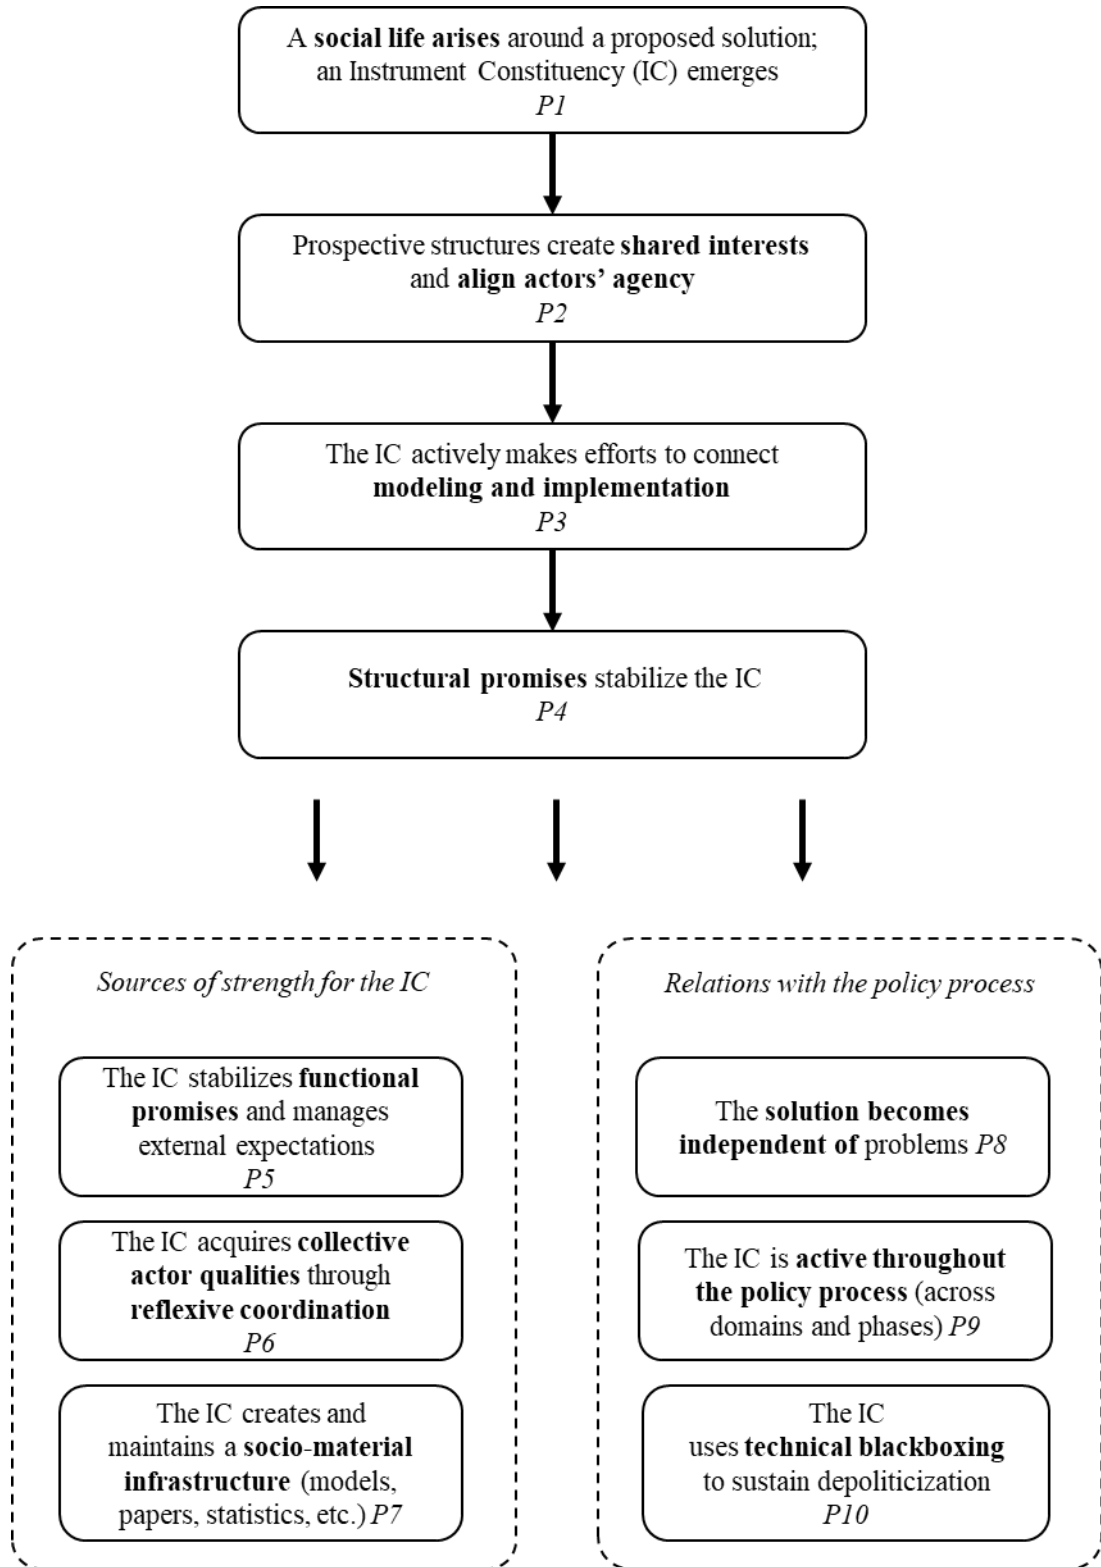 A social life arises around a proposed solution;
an Instrument Constituency (IC) emerges
P1
Prospective structures create shared interests
and align actors’ agency
P2
The IC actively makes efforts to connect
modeling and implementation
P3
Structural promises stabilize the IC
P4
Sources of strength for the IC
The IC stabilizes functional
promises and manages
external expectations
P5
The IC acquires collective
actor qualities through
reflexive coordination
P6
The IC creates and
maintains a socio-material
infrastructure (models,
papers, statistics, etc.) P7
Relations with the policy process
The solution becomes
independent of problems P8
The IC is active throughout
the policy process (across
domains and phases) P9
The IC
uses technical blackboxing
to sustain depoliticization
P10